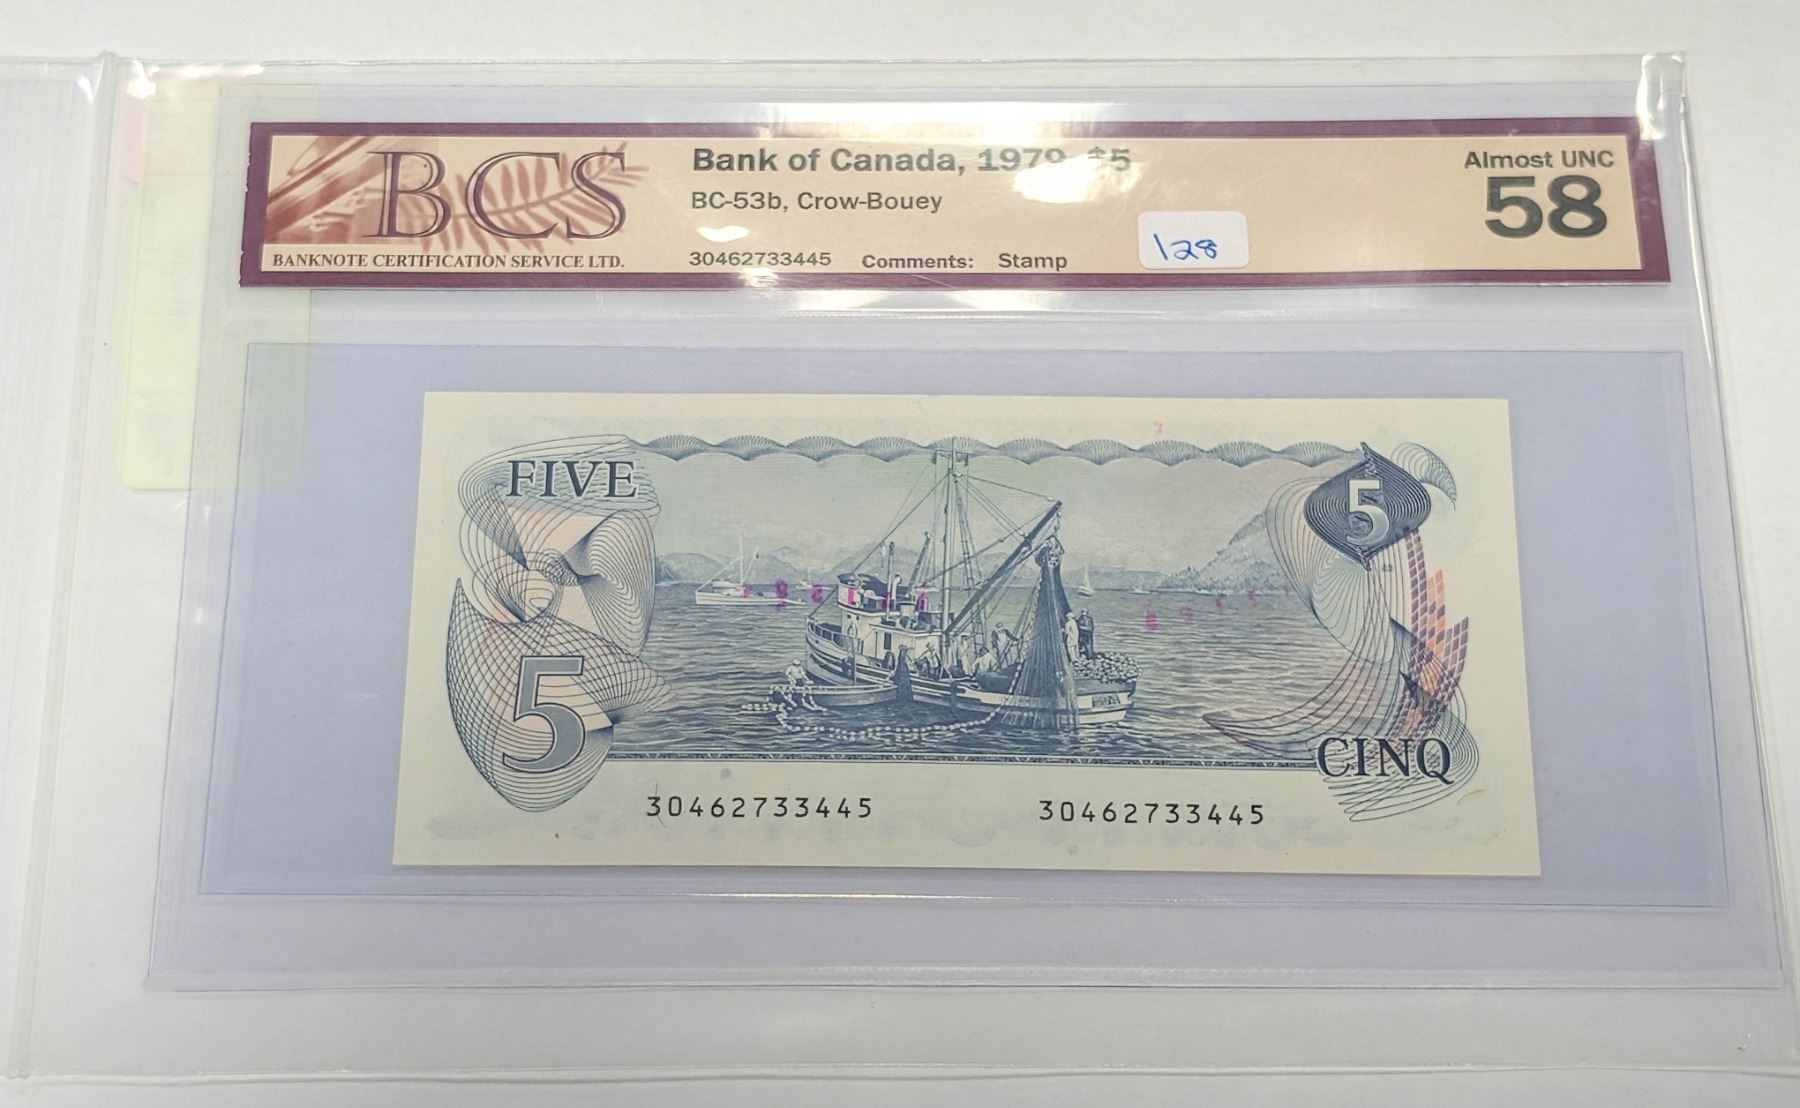 BCS
BANKNOTE CERTIFICATION SERVICE LTD.
Bank of Canada, 1979 $5
BC-53b, Crow-Bouey
30462733445 Comments: Stamp
128
Almost UNC
58
FIVE
5
5
CINQ
30462733445 30462733445